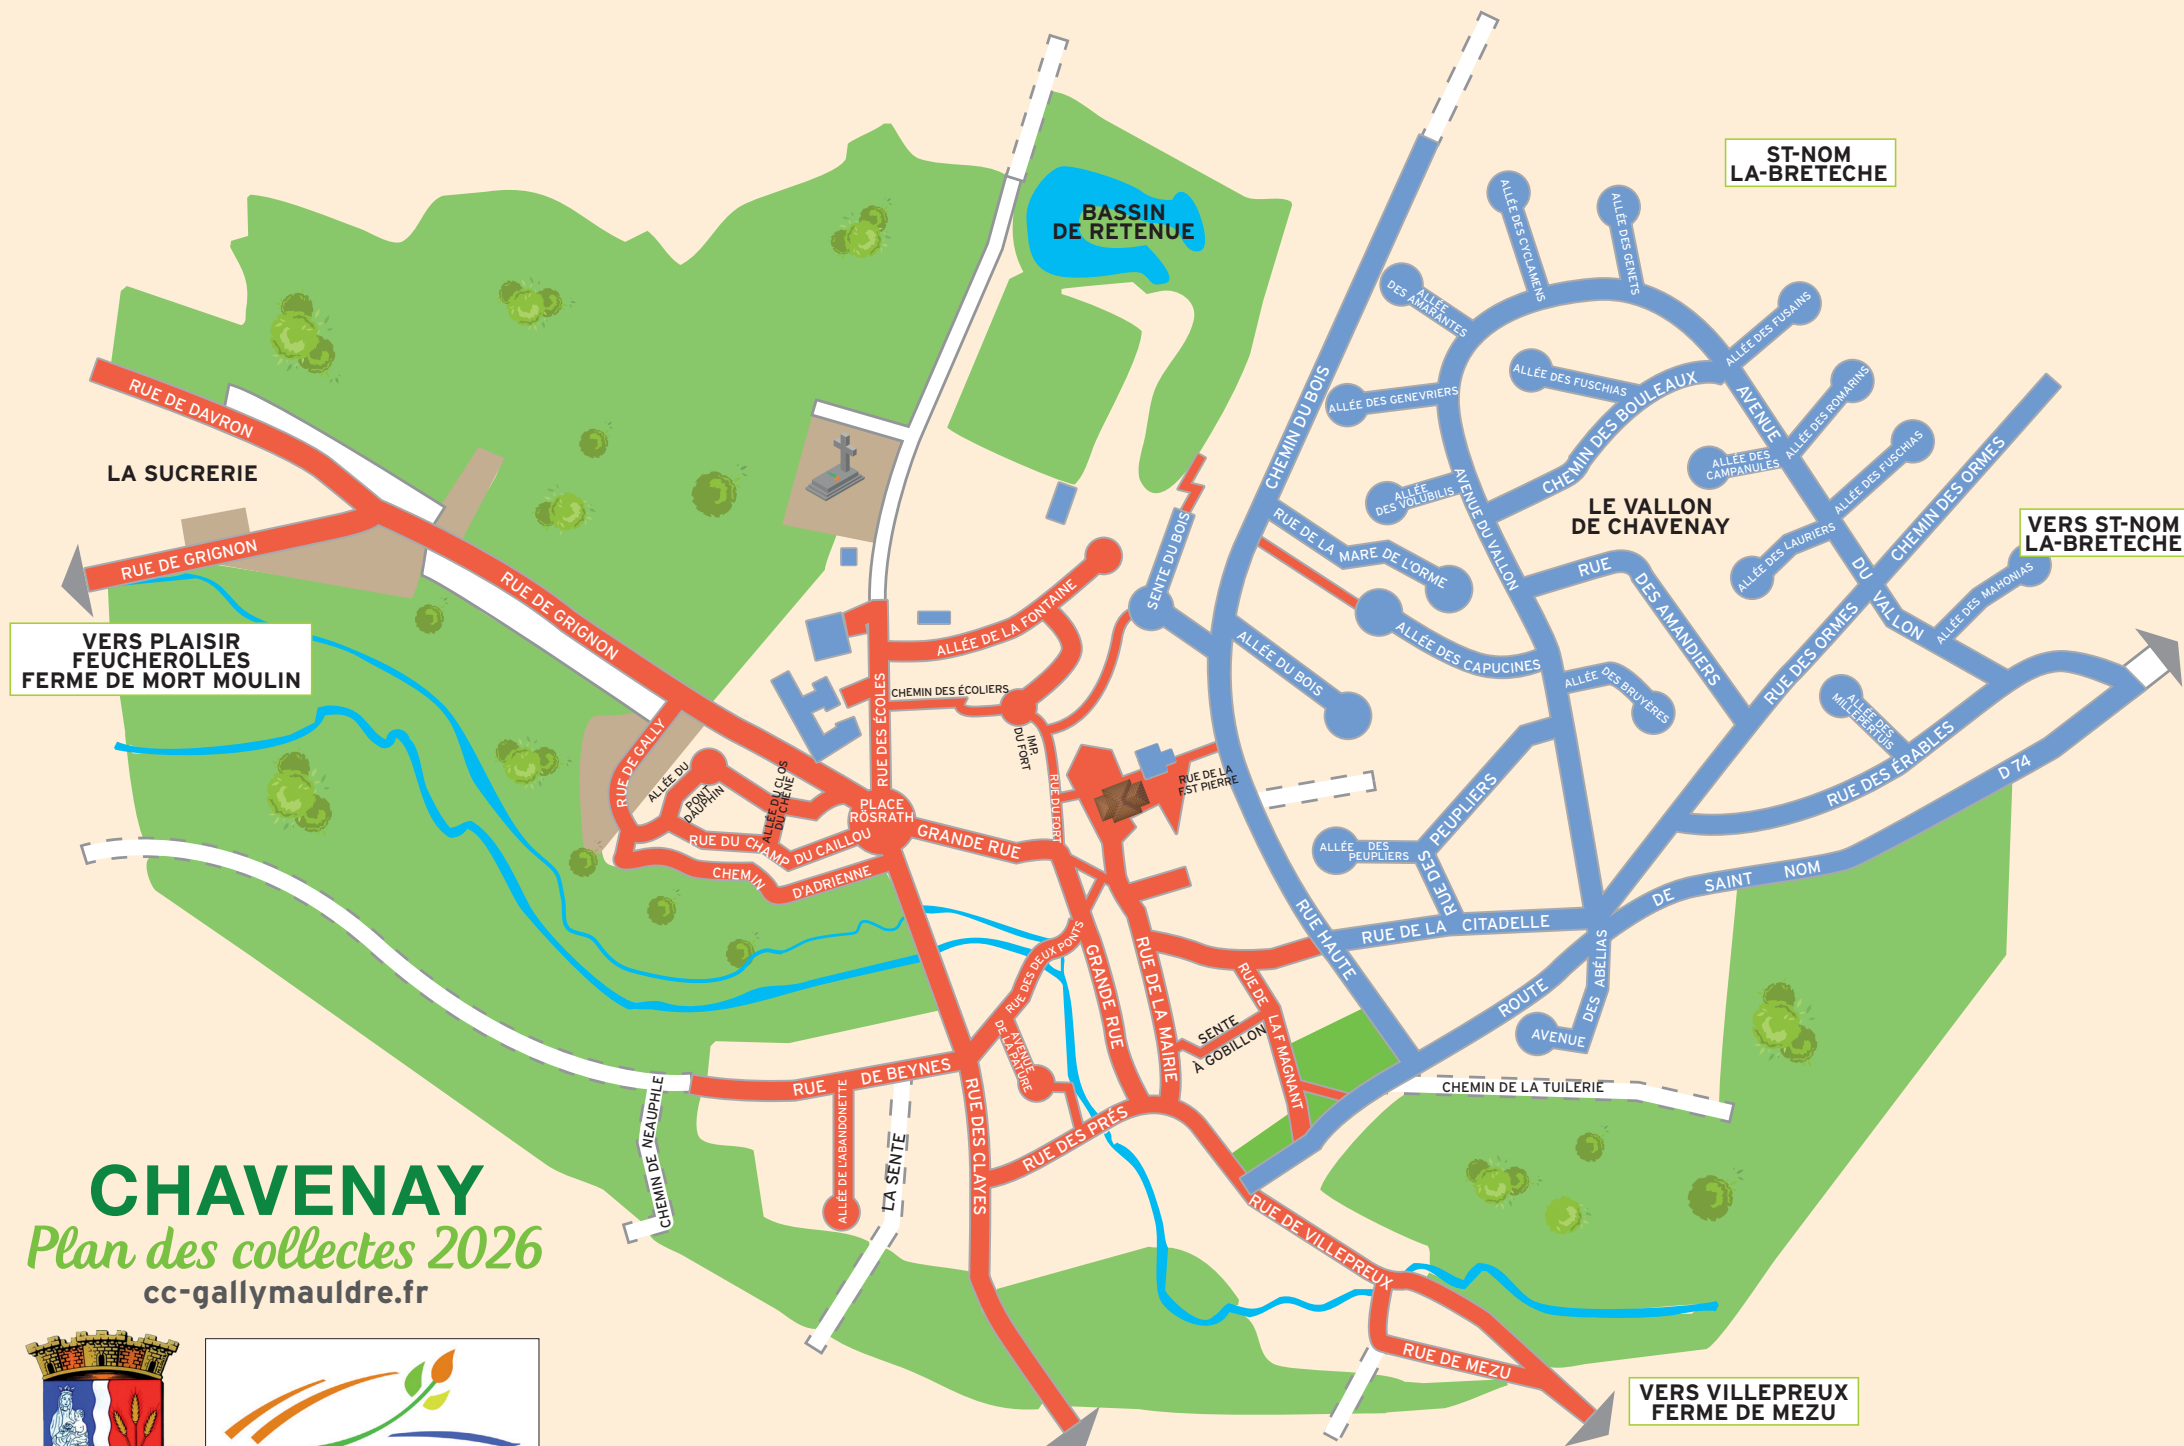 ST-NOM
LA-BRETECHE
BASSIN
DE RETENUE
ALLÉE DES CYCLAMENS
ALLÉE DES GENETS
ALLÉE
DES AMARANTES
ALLÉE DES FUSAINS
ALLÉE DES GENEVRIERS
ALLÉE DES FUSCHIAS
CHEMIN DES BOULEAUX
AVENUE
DU
VALLON
ALLÉE DES ROMARINS
ALLÉE DES
CAMPANULES
ALLÉE DES FUSCHIAS
ALLÉE DES LAURIERS
CHEMIN DES ORMES
CHEMIN DU BOIS
ALLÉE
DES VOLUBILIS
AVENUE DU VALLON
LE VALLON
DE CHAVENAY
VERS ST-NOM
LA-BRETECHE
ALLÉE DES MAHONIAS
RUE DE DAVRON
LA SUCRERIE
RUE DE GRIGNON
RUE DE GRIGNON
VERS PLAISIR
FEUCHEROLLES
FERME DE MORT MOULIN
RUE DE LA MARE DE L'ORME
SENTE DU BOIS
RUE DES AMANDIERS
RUE DES ORMES
ALLÉE DES CAPUCINES
ALLÉE DU BOIS
ALLÉE DES BRUYÈRES
ALLÉE DES
MILLEPERTUIS
RUE DES ÉRABLES
D 74
ALLÉE DE LA FONTAINE
CHEMIN DES ÉCOLIERS
RUE DES ÉCOLES
IMP.
DU FORT
RUE DU FORT
RUE DE LA
F.ST PIERRE
RUE DE GALLY
ALLÉE DU
PONT
DAUPHIN
ALLÉE DU CLOS
DU CHÊNE
PLACE
RÖSRATH
RUE DU CHAMP DU CAILLOU
CHEMIN D'ADRIENNE
GRANDE RUE
RUE DES PEUPLIERS
ALLÉE DES
PEUPLIERS
RUE DES
RUE HAUTE
RUE DE LA CITADELLE
ROUTE DE SAINT NOM
AVENUE DES ABÉLIAS
RUE DES DEUX PONTS
GRANDE RUE
RUE DE LA MAIRIE
RUE DE LA F MAGNANT
SENTE
À GOBILLON
AVENUE
DE LA PATURE
RUE DE BEYNES
CHEMIN DE LA TUILERIE
CHEMIN DE NEAUPHLE
ALLÉE DE L'ABANDONETTE
LA SENTE
RUE DES CLAYES
RUE DES PRÉS
RUE DE VILLEPREUX
RUE DE MEZU
VERS VILLEPREUX
FERME DE MEZU
CHAVENAY
Plan des collectes 2026
cc-gallymauldre.fr